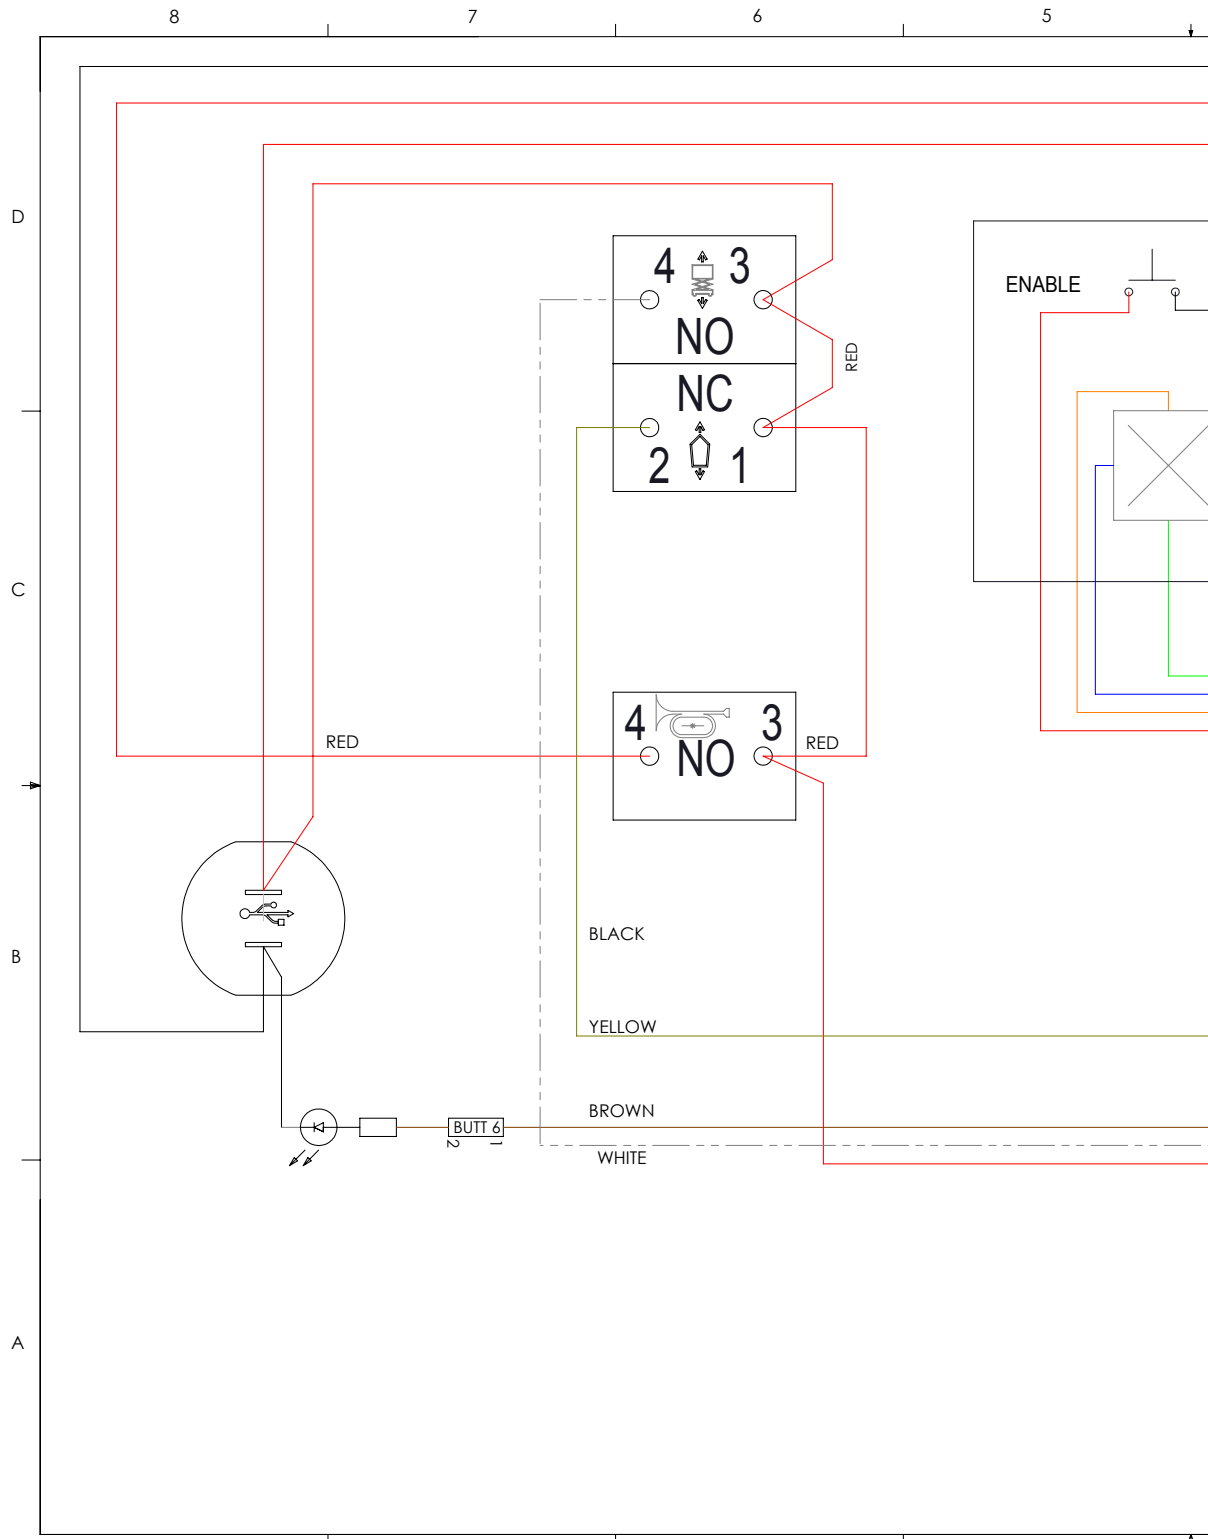 8 7 6 5
D
4 3
ENABLE
NO
RED
NC
2 1
C
4 3
RED NO RED
BLACK
B
YELLOW
BROWN
BUTT 6
2 1
WHITE
A